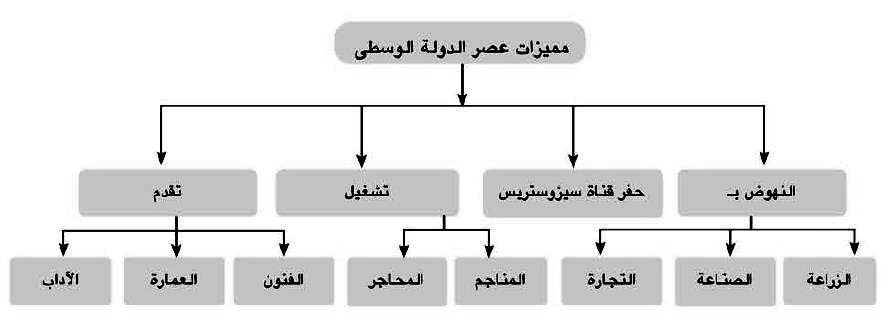 مميزات عصر الدولة الوسطى
النهوض بـ
حفر قناة سيزوستريس
تشغيل
تقدم
الزراعة
الصناعة
التجارة
المناجم
المحاجر
الفنون
العمارة
الآداب